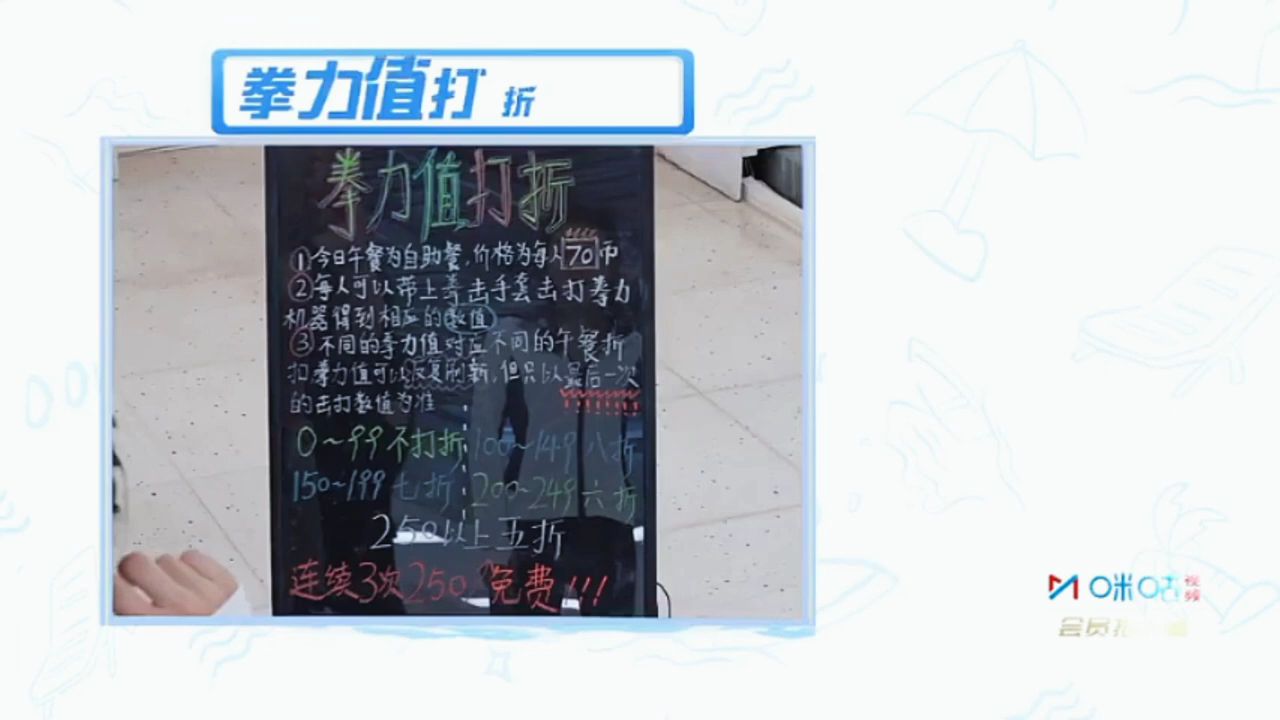 拳力值打折
拳力值打折
①今日午餐为自助餐,价格为每人70币
②每人可以带上拳击手套击打拳力
机器得到相应的数值
③不同的拳力值对应不同的午餐折
扣拳力值可以反复刷新,但只以最后一次
的击打数值为准
0~99不打折 100~149八折
150~199七折 200~249六折
250以上五折
连续3次250 免费!!!
咪咕视频
会员